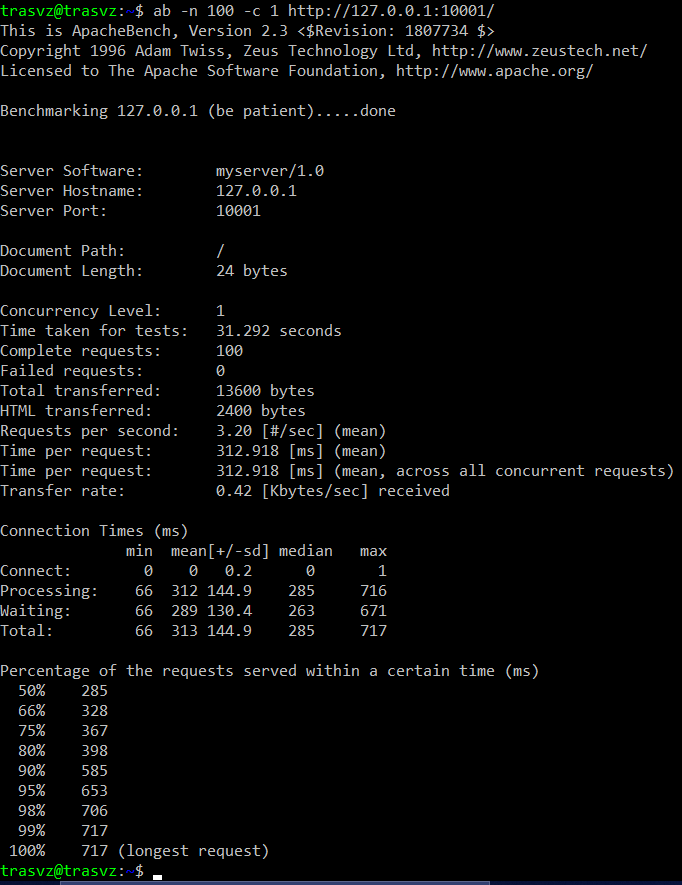 trasvz@trasvz:~$ ab -n 100 -c 1 http://127.0.0.1:10001/
This is ApacheBench, Version 2.3 <$Revision: 1807734 $>
Copyright 1996 Adam Twiss, Zeus Technology Ltd, http://www.zeustech.net/
Licensed to The Apache Software Foundation, http://www.apache.org/

Benchmarking 127.0.0.1 (be patient).....done


Server Software:        myserver/1.0
Server Hostname:        127.0.0.1
Server Port:            10001

Document Path:          /
Document Length:        24 bytes

Concurrency Level:      1
Time taken for tests:   31.292 seconds
Complete requests:      100
Failed requests:        0
Total transferred:      13600 bytes
HTML transferred:       2400 bytes
Requests per second:    3.20 [#/sec] (mean)
Time per request:       312.918 [ms] (mean)
Time per request:       312.918 [ms] (mean, across all concurrent requests)
Transfer rate:          0.42 [Kbytes/sec] received

Connection Times (ms)
              min  mean[+/-sd] median   max
Connect:        0    0   0.2      0       1
Processing:    66  312 144.9    285     716
Waiting:       66  289 130.4    263     671
Total:         66  313 144.9    285     717

Percentage of the requests served within a certain time (ms)
  50%    285
  66%    328
  75%    367
  80%    398
  90%    585
  95%    653
  98%    706
  99%    717
 100%    717 (longest request)
trasvz@trasvz:~$